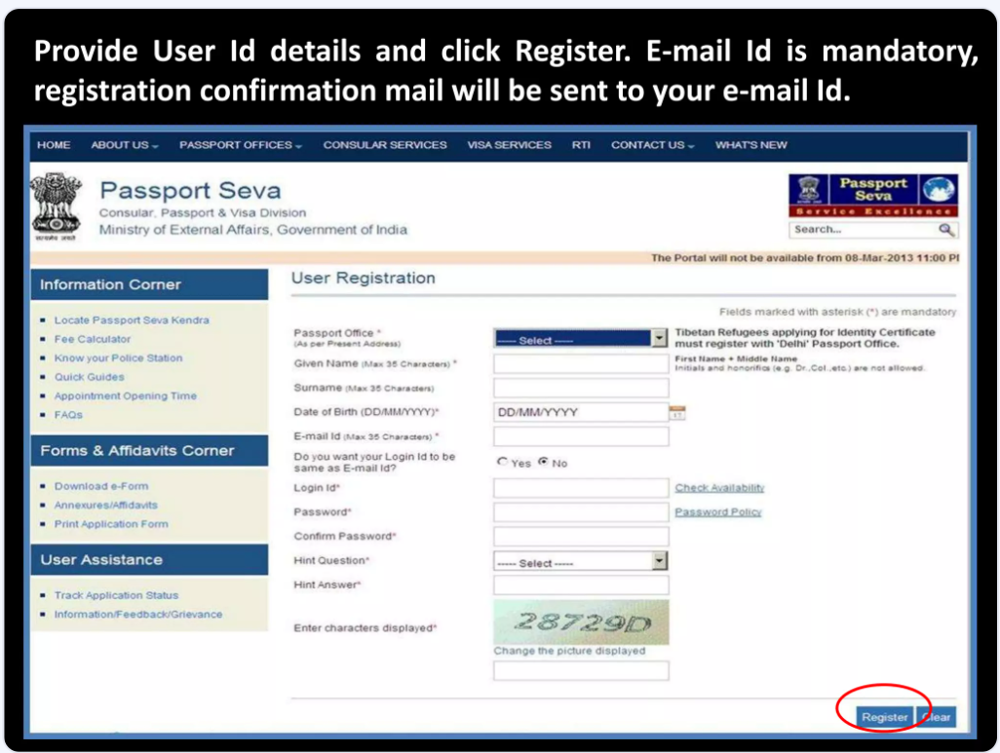 Provide User Id details and click Register. E-mail Id is mandatory,
registration confirmation mail will be sent to your e-mail Id.
HOME ABOUT US PASSPORT OFFICES CONSULAR SERVICES VISA SERVICES RTI CONTACT US WHAT'S NEW
Passport Seva
Consular, Passport & Visa Division
Ministry of External Affairs, Government of India
Passport
Seva
Service Excellence
Search...
The Portal will not be available from 08-Mar-2013 11:00 P
Information Corner
Locate Passport Seva Kendra
Fee Calculator
Know your Police Station
Quick Guides
Appointment Opening Time
FAQs
Forms & Affidavits Corner
Download e-Form
Annexures/Affidavits
Print Application Form
User Assistance
Track Application Status
Information/Feedback/Grievance
User Registration
Fields marked with asterisk (*) are mandatory
Passport Office *
(As per Present Address)
----- Select -----
Tibetan Refugees applying for Identity Certificate
must register with 'Delhi' Passport Office.
Given Name (Max 35 Characters) *
First Name + Middle Name
Initials and honorifics (e.g. Dr.,Col.,etc.) are not allowed.
Surname (Max 35 Characters)
Date of Birth (DD/MM/YYYY)* DD/MM/YYYY
E-mail Id (Max 35 Characters) *
Do you want your Login Id to be
same as E-mail Id?
Yes No
Login Id* Check Availability
Password* Password Policy
Confirm Password*
Hint Question* ----- Select -----
Hint Answer*
Enter characters displayed* 28729D
Change the picture displayed
Register Clear